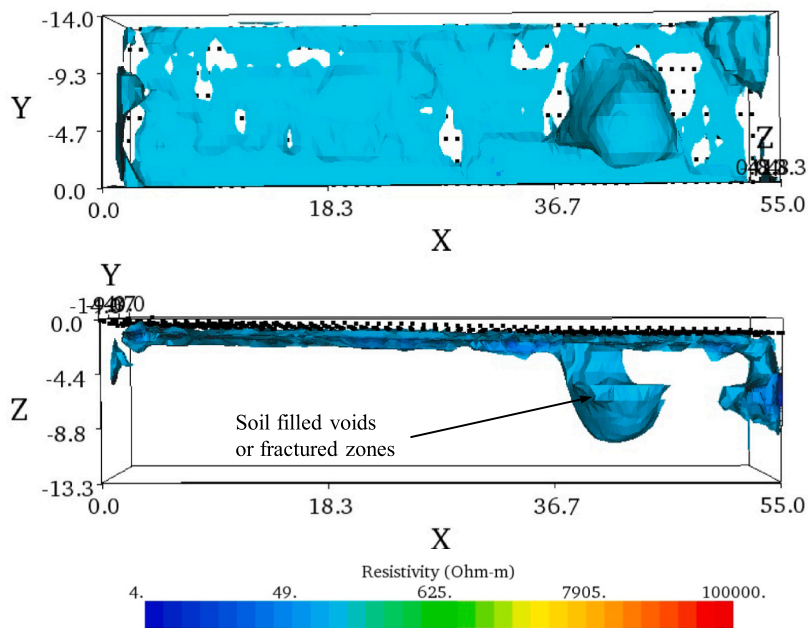 -14.0
-9.3
Y
-4.7
Z
0.0
0.0
18.3
36.7
55.0
X
Y
0.0
-4.4
Z
Soil filled voids
or fractured zones
-8.8
-13.3
0.0
18.3
36.7
55.0
X
Resistivity (Ohm-m)
4. 49. 625. 7905. 100000.